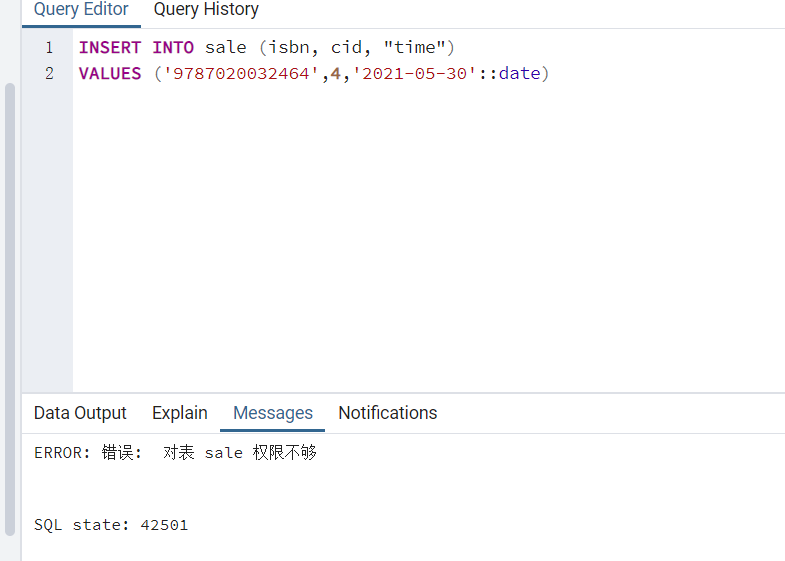 Query Editor Query History
1 INSERT INTO sale (isbn, cid, "time")
2 VALUES ('9787020032464',4,'2021-05-30'::date)
Data Output Explain Messages Notifications
ERROR: 错误: 对表 sale 权限不够
SQL state: 42501